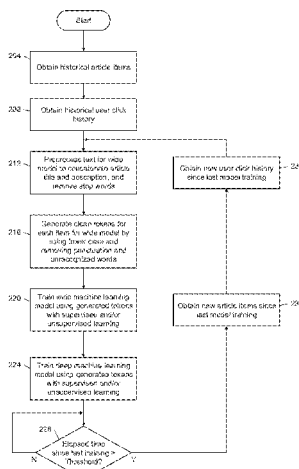 Start
204
Obtain historical article items
208
Obtain historical user click
history
212
Preprocess text for wide
model to concatenate article
title and description, and
remove stop words
216
Generate clean tokens for
each item for wide model by
using lower case and
removing punctuation and
unrecognized words
220
Train wide machine learning
model using generated tokens
with supervised and/or
unsupervised learning
224
Train deep machine learning
model using generated tokens
with supervised and/or
unsupervised learning
228
Elapsed time
since last training >
Threshold?
N
Y
Obtain new user click history
since last model training
Obtain new article items since
last model training